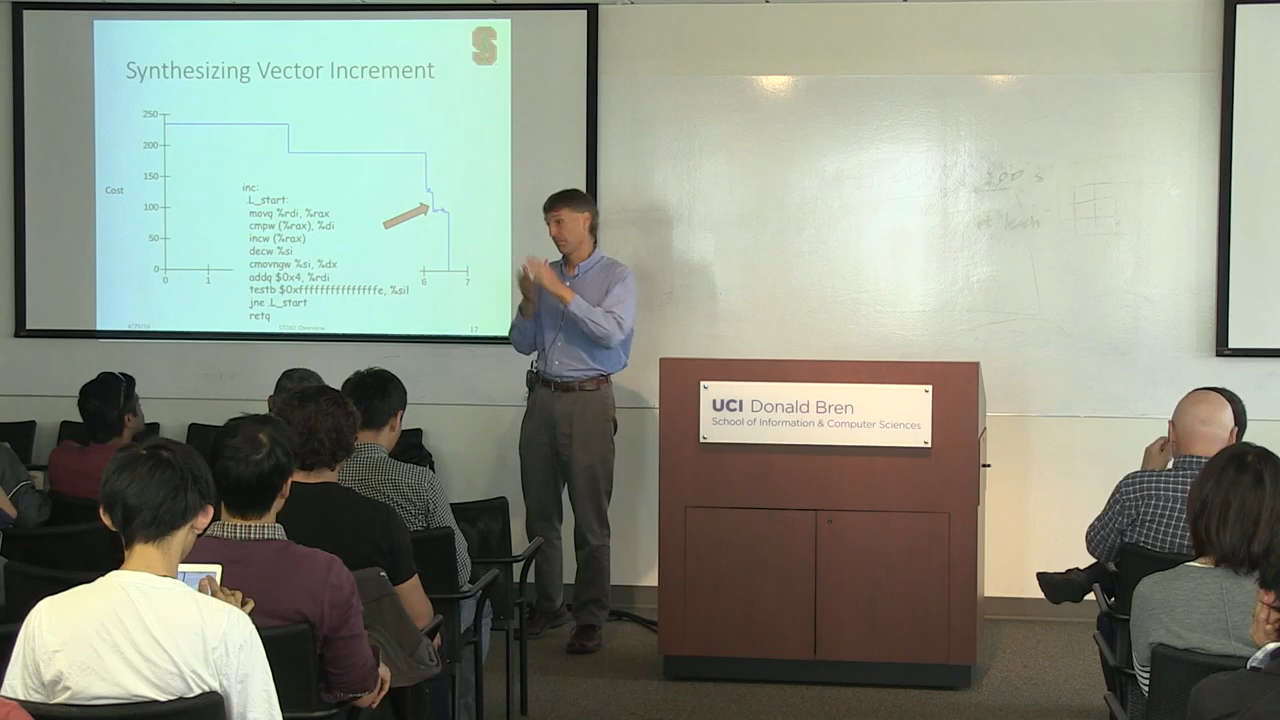 S
Synthesizing Vector Increment
250
200
150
100
50
0
Cost
0
1
6
7
inc:
.L_start:
movq %rdi, %rax
cmpw (%rax), %di
incw (%rax)
decw %si
cmovngw %si, %dx
addq $0x4, %rdi
testb $0xfffffffffffffffe, %sil
jne .L_start
retq
STOKE Overview
17
UCI Donald Bren
School of Information & Computer Sciences